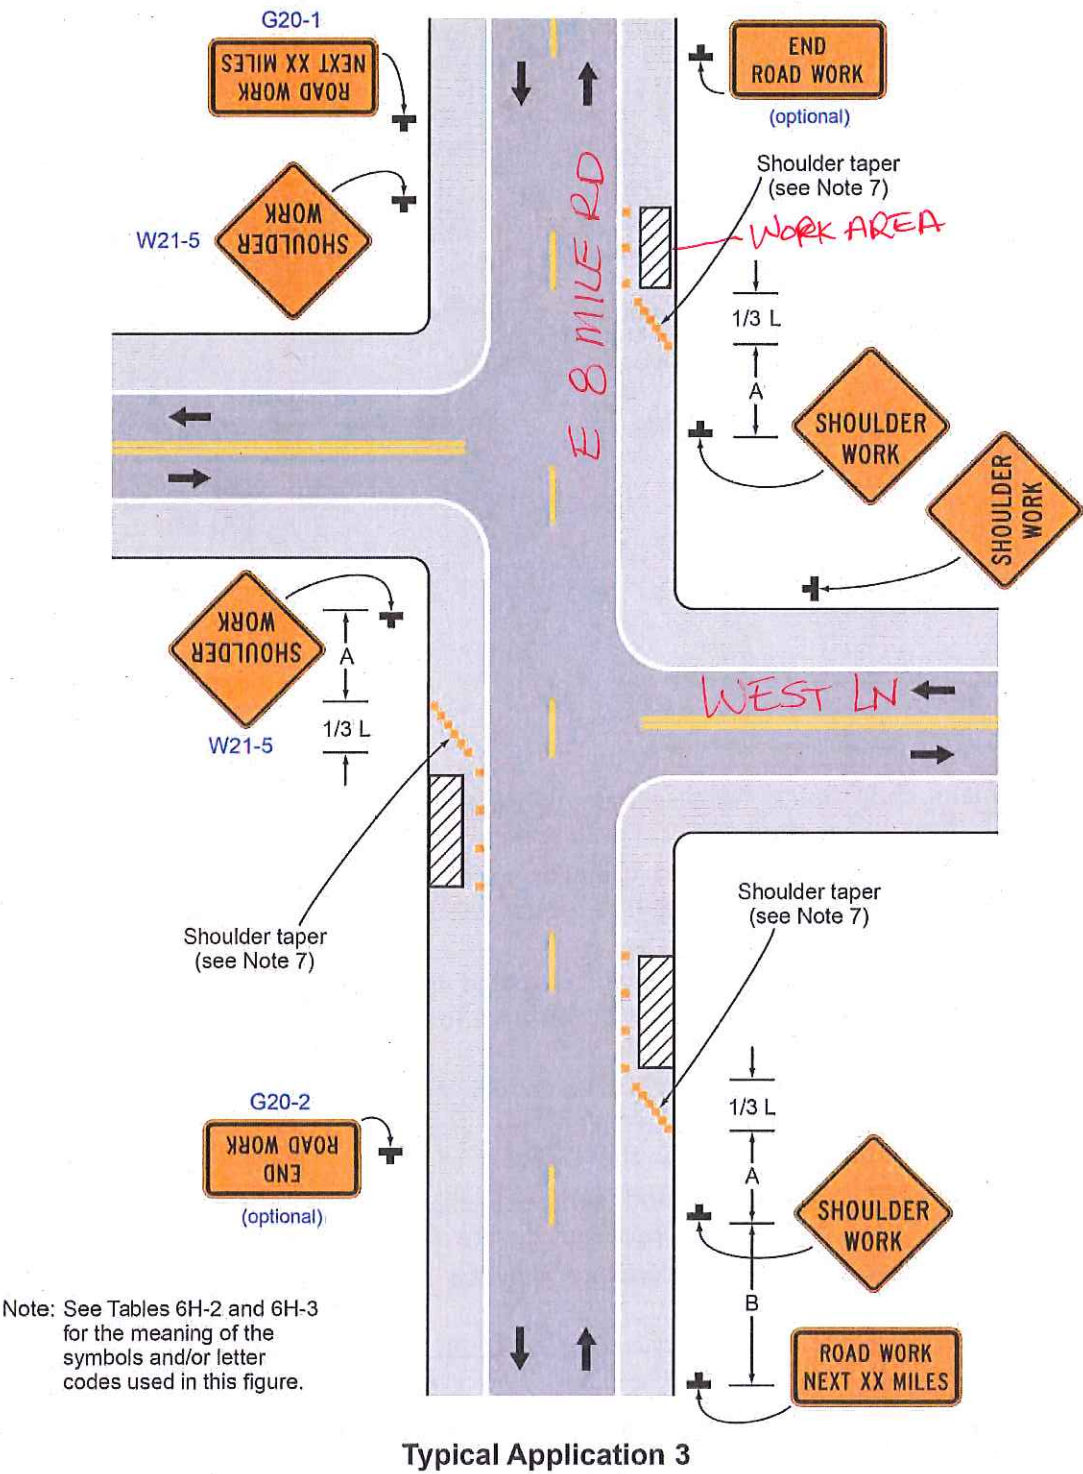 G20-1
ROAD WORK
NEXT XX MILES
END
ROAD WORK
(optional)
Shoulder taper
(see Note 7)
W21-5
SHOULDER
WORK
WORK AREA
E 8 MILE RD
1/3 L
A
SHOULDER
WORK
SHOULDER
WORK
SHOULDER
WORK
A
1/3 L
W21-5
WEST LN
Shoulder taper
(see Note 7)
Shoulder taper
(see Note 7)
1/3 L
A
G20-2
END
ROAD WORK
(optional)
SHOULDER
WORK
B
Note: See Tables 6H-2 and 6H-3
for the meaning of the
symbols and/or letter
codes used in this figure.
ROAD WORK
NEXT XX MILES
Typical Application 3